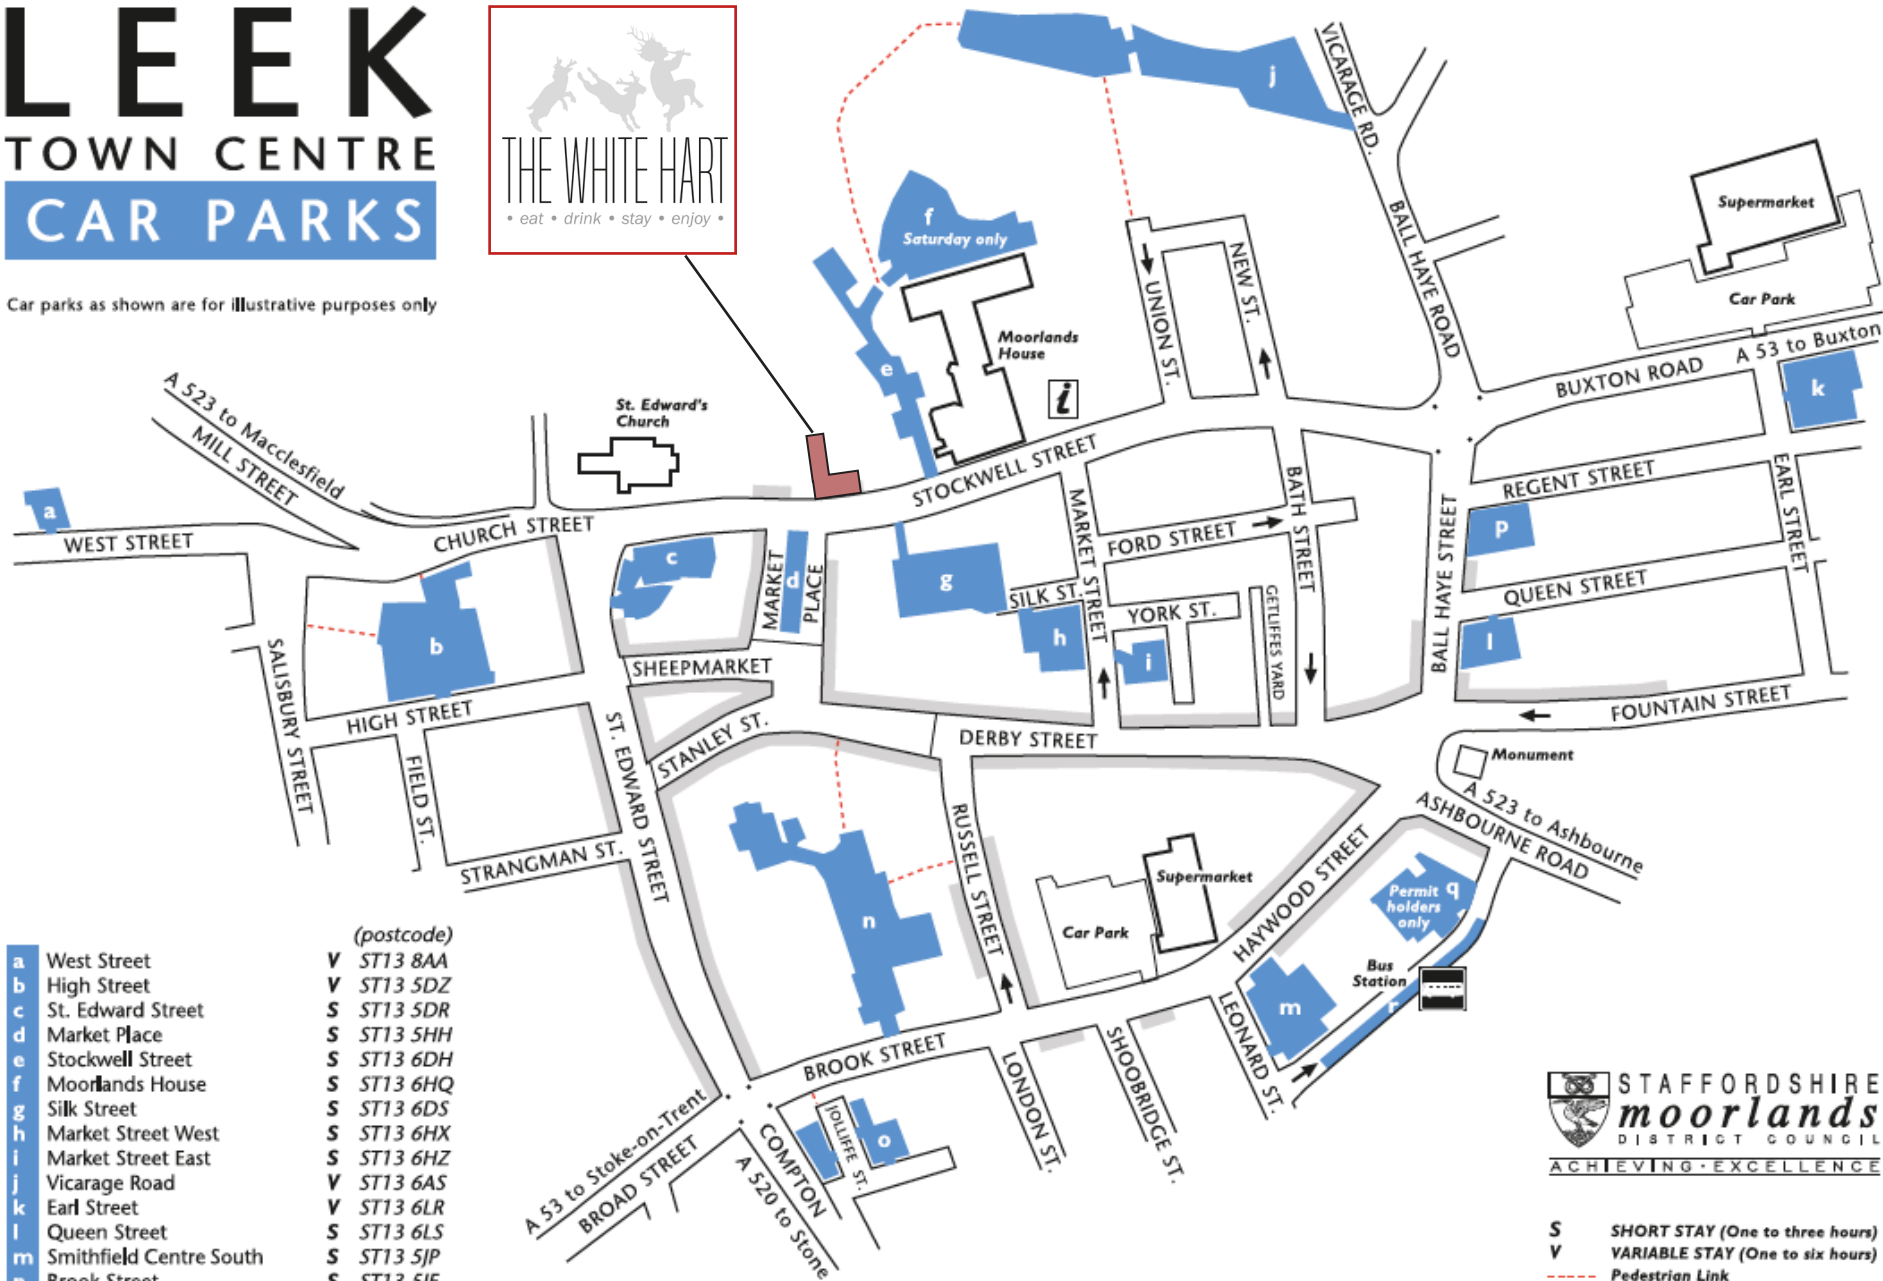 LEEK
TOWN CENTRE
CAR PARKS
Car parks as shown are for illustrative purposes only
THE WHITE HART
• eat • drink • stay • enjoy •
j
VICARAGE RD.
f
Saturday only
BALL HAYE ROAD
Supermarket
Car Park
Moorlands
House
i
UNION ST.
NEW ST.
e
A 53 to Buxton
BUXTON ROAD
k
A 523 to Macclesfield
MILL STREET
St. Edward's
Church
STOCKWELL STREET
REGENT STREET
EARL STREET
a
WEST STREET
CHURCH STREET
c
MARKET
d
PLACE
g
MARKET STREET
FORD STREET
BATH STREET
BALL HAYE STREET
P
SILK ST.
h
YORK ST.
i
GETLIFFES YARD
QUEEN STREET
l
b
SALISBURY STREET
SHEEPMARKET
HIGH STREET
FIELD ST.
ST. EDWARD STREET
STANLEY ST.
DERBY STREET
FOUNTAIN STREET
Monument
A 523 to Ashbourne
ASHBOURNE ROAD
STRANGMAN ST.
RUSSELL STREET
n
Supermarket
Car Park
HAYWOOD STREET
Permit
holders
only
q
Bus
Station
r
m
LEONARD ST.
BROOK STREET
LONDON ST.
SHOOBRIDGE ST.
A 53 to Stoke-on-Trent
BROAD STREET
COMPTON
A 520 to Stone
JOLLIFFE ST.
o
(postcode)
a West Street V ST13 8AA
b High Street V ST13 5DZ
c St. Edward Street S ST13 5DR
d Market Place S ST13 5HH
e Stockwell Street S ST13 6DH
f Moorlands House S ST13 6HQ
g Silk Street S ST13 6DS
h Market Street West S ST13 6HX
i Market Street East S ST13 6HZ
j Vicarage Road V ST13 6AS
k Earl Street V ST13 6LR
l Queen Street S ST13 6LS
m Smithfield Centre South S ST13 5JP
n Brook Street S ST13 5JE
STAFFORDSHIRE
moorlands
DISTRICT COUNCIL
ACHIEVING · EXCELLENCE
S SHORT STAY (One to three hours)
V VARIABLE STAY (One to six hours)
Pedestrian Link